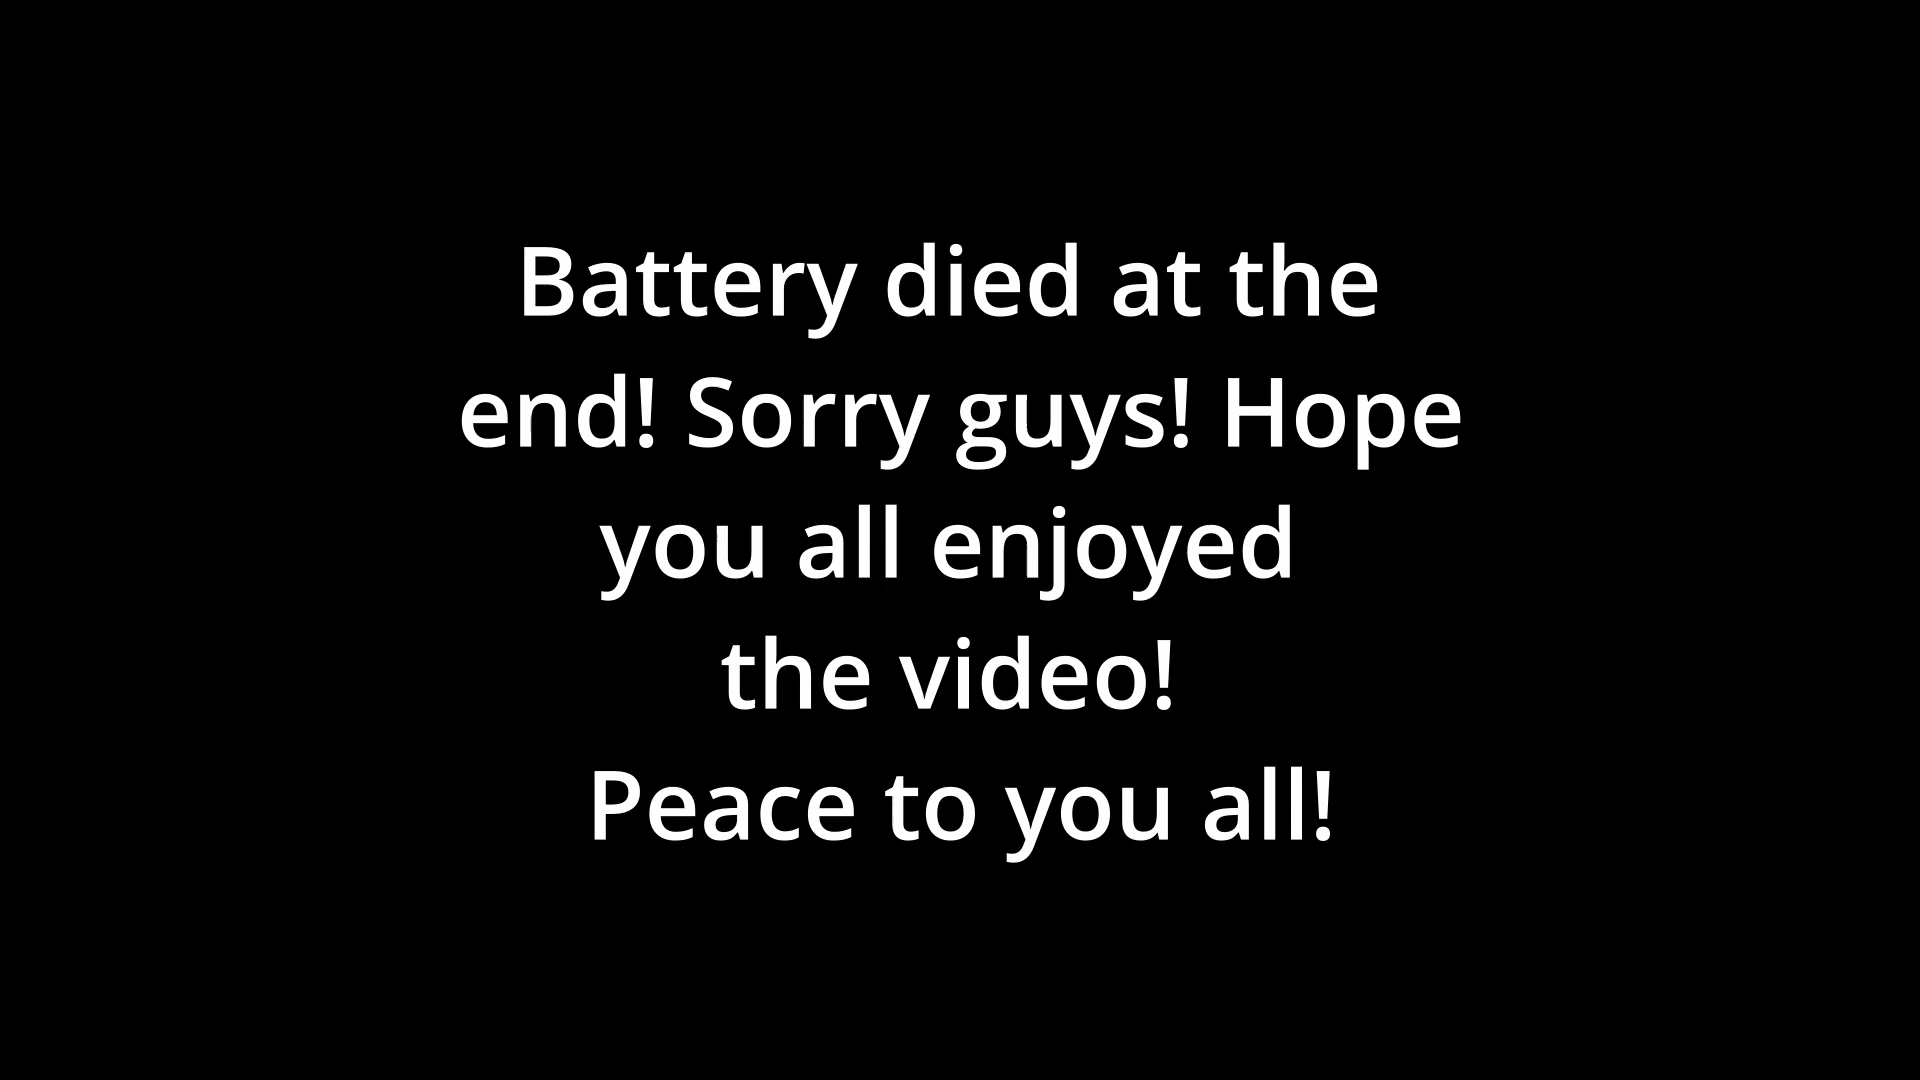 Battery died at the
end! Sorry guys! Hope
you all enjoyed
the video!
Peace to you all!